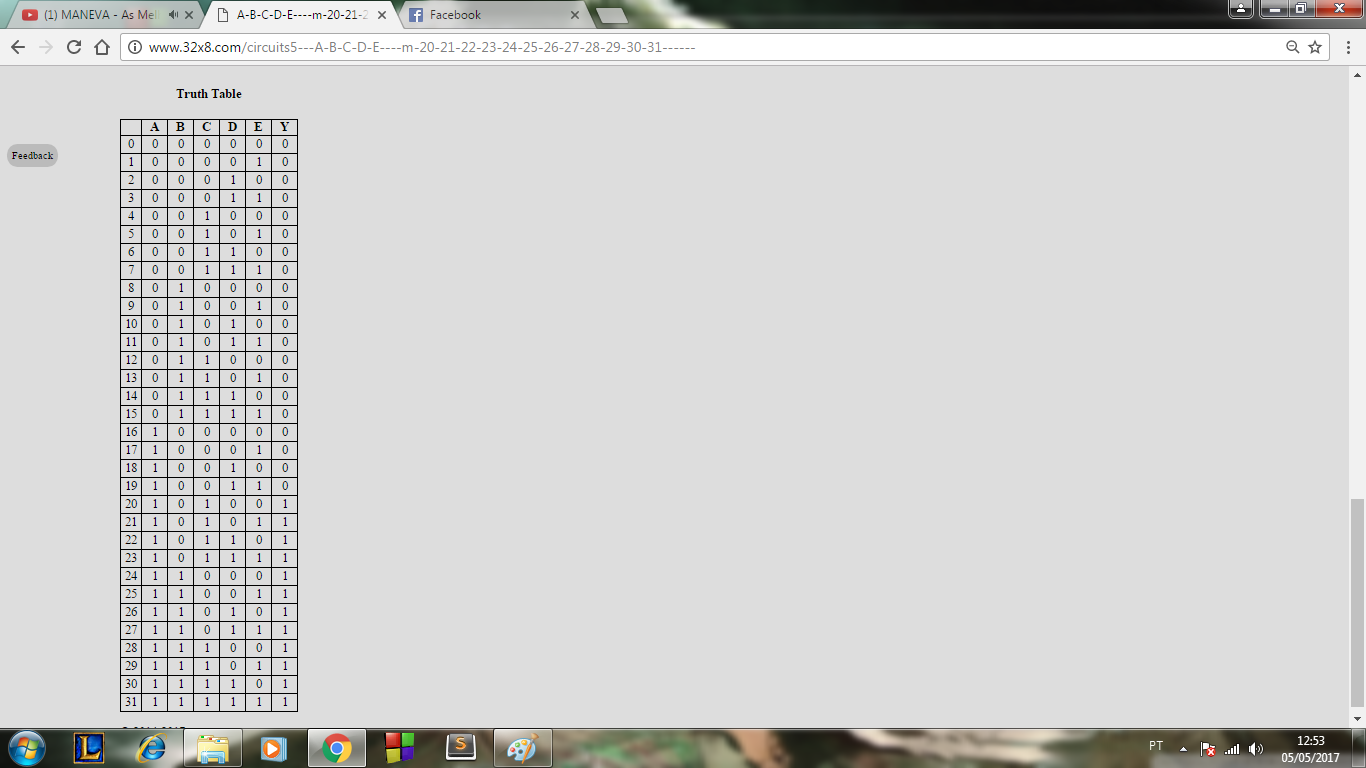 (1) MANEVA - As Mel
A-B-C-D-E----m-20-21-2
Facebook
www.32x8.com/circuits5---A-B-C-D-E----m-20-21-22-23-24-25-26-27-28-29-30-31------
Truth Table
A B C D E Y
0 0 0 0 0 0 0
1 0 0 0 0 1 0
2 0 0 0 1 0 0
3 0 0 0 1 1 0
4 0 0 1 0 0 0
5 0 0 1 0 1 0
6 0 0 1 1 0 0
7 0 0 1 1 1 0
8 0 1 0 0 0 0
9 0 1 0 0 1 0
10 0 1 0 1 0 0
11 0 1 0 1 1 0
12 0 1 1 0 0 0
13 0 1 1 0 1 0
14 0 1 1 1 0 0
15 0 1 1 1 1 0
16 1 0 0 0 0 0
17 1 0 0 0 1 0
18 1 0 0 1 0 0
19 1 0 0 1 1 0
20 1 0 1 0 0 1
21 1 0 1 0 1 1
22 1 0 1 1 0 1
23 1 0 1 1 1 1
24 1 1 0 0 0 1
25 1 1 0 0 1 1
26 1 1 0 1 0 1
27 1 1 0 1 1 1
28 1 1 1 0 0 1
29 1 1 1 0 1 1
30 1 1 1 1 0 1
31 1 1 1 1 1 1
Feedback
PT
12:53
05/05/2017